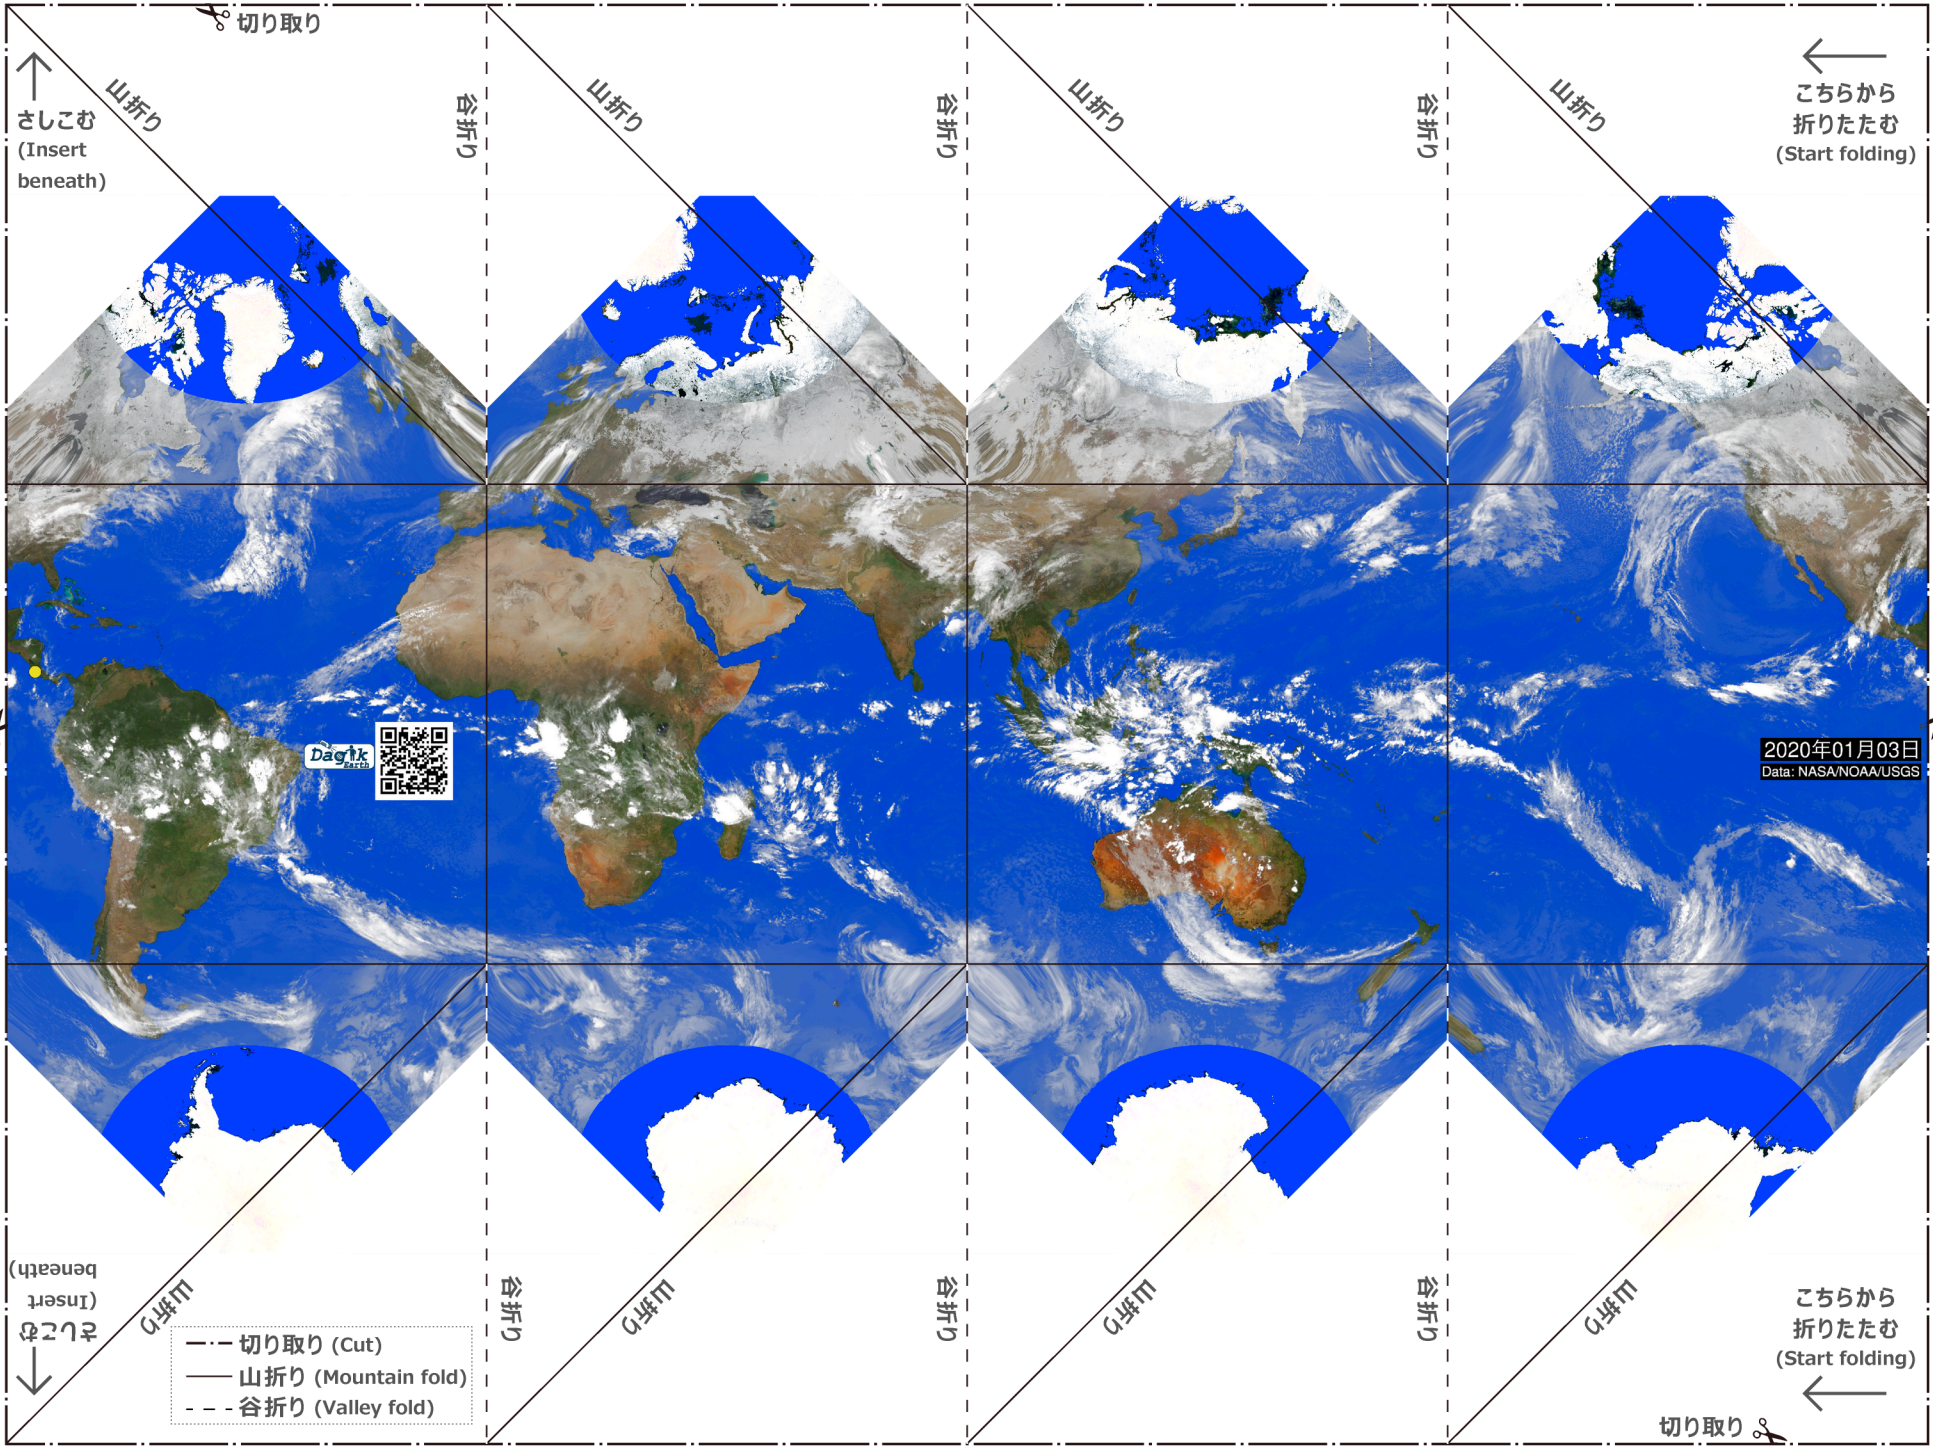 切り取り
山折り
谷折り
山折り
谷折り
山折り
谷折り
山折り
さしこむ
(Insert
beneath)
こちらから
折りたたむ
(Start folding)
Dagik
Earth
2020年01月03日
Data: NASA/NOAA/USGS
さしこむ
(Insert
beneath)
山折り
谷折り
山折り
谷折り
山折り
谷折り
山折り
こちらから
折りたたむ
(Start folding)
切り取り (Cut)
山折り (Mountain fold)
谷折り (Valley fold)
切り取り